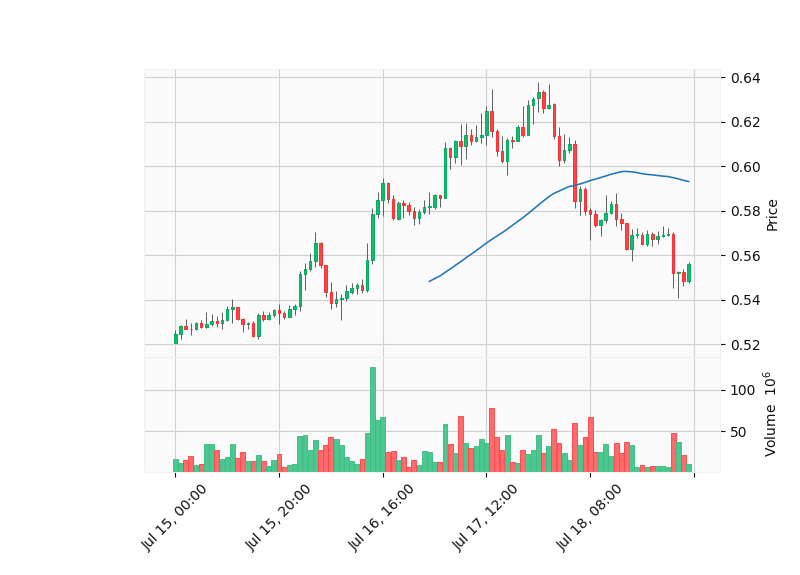 0.64
0.62
0.60
0.58
0.56
0.54
0.52
Price
100
50
Volume 10^6
Jul 15, 00:00
Jul 15, 20:00
Jul 16, 16:00
Jul 17, 12:00
Jul 18, 08:00